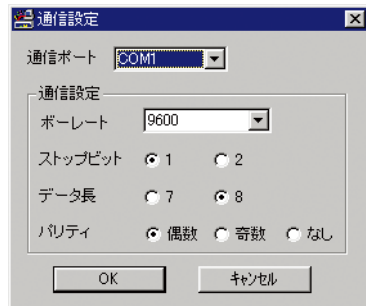 通信設定
通信ポート COM1
通信設定
ボーレート 9600
ストップビット 1 2
データ長 7 8
パリティ 偶数 奇数 なし
OK キャンセル